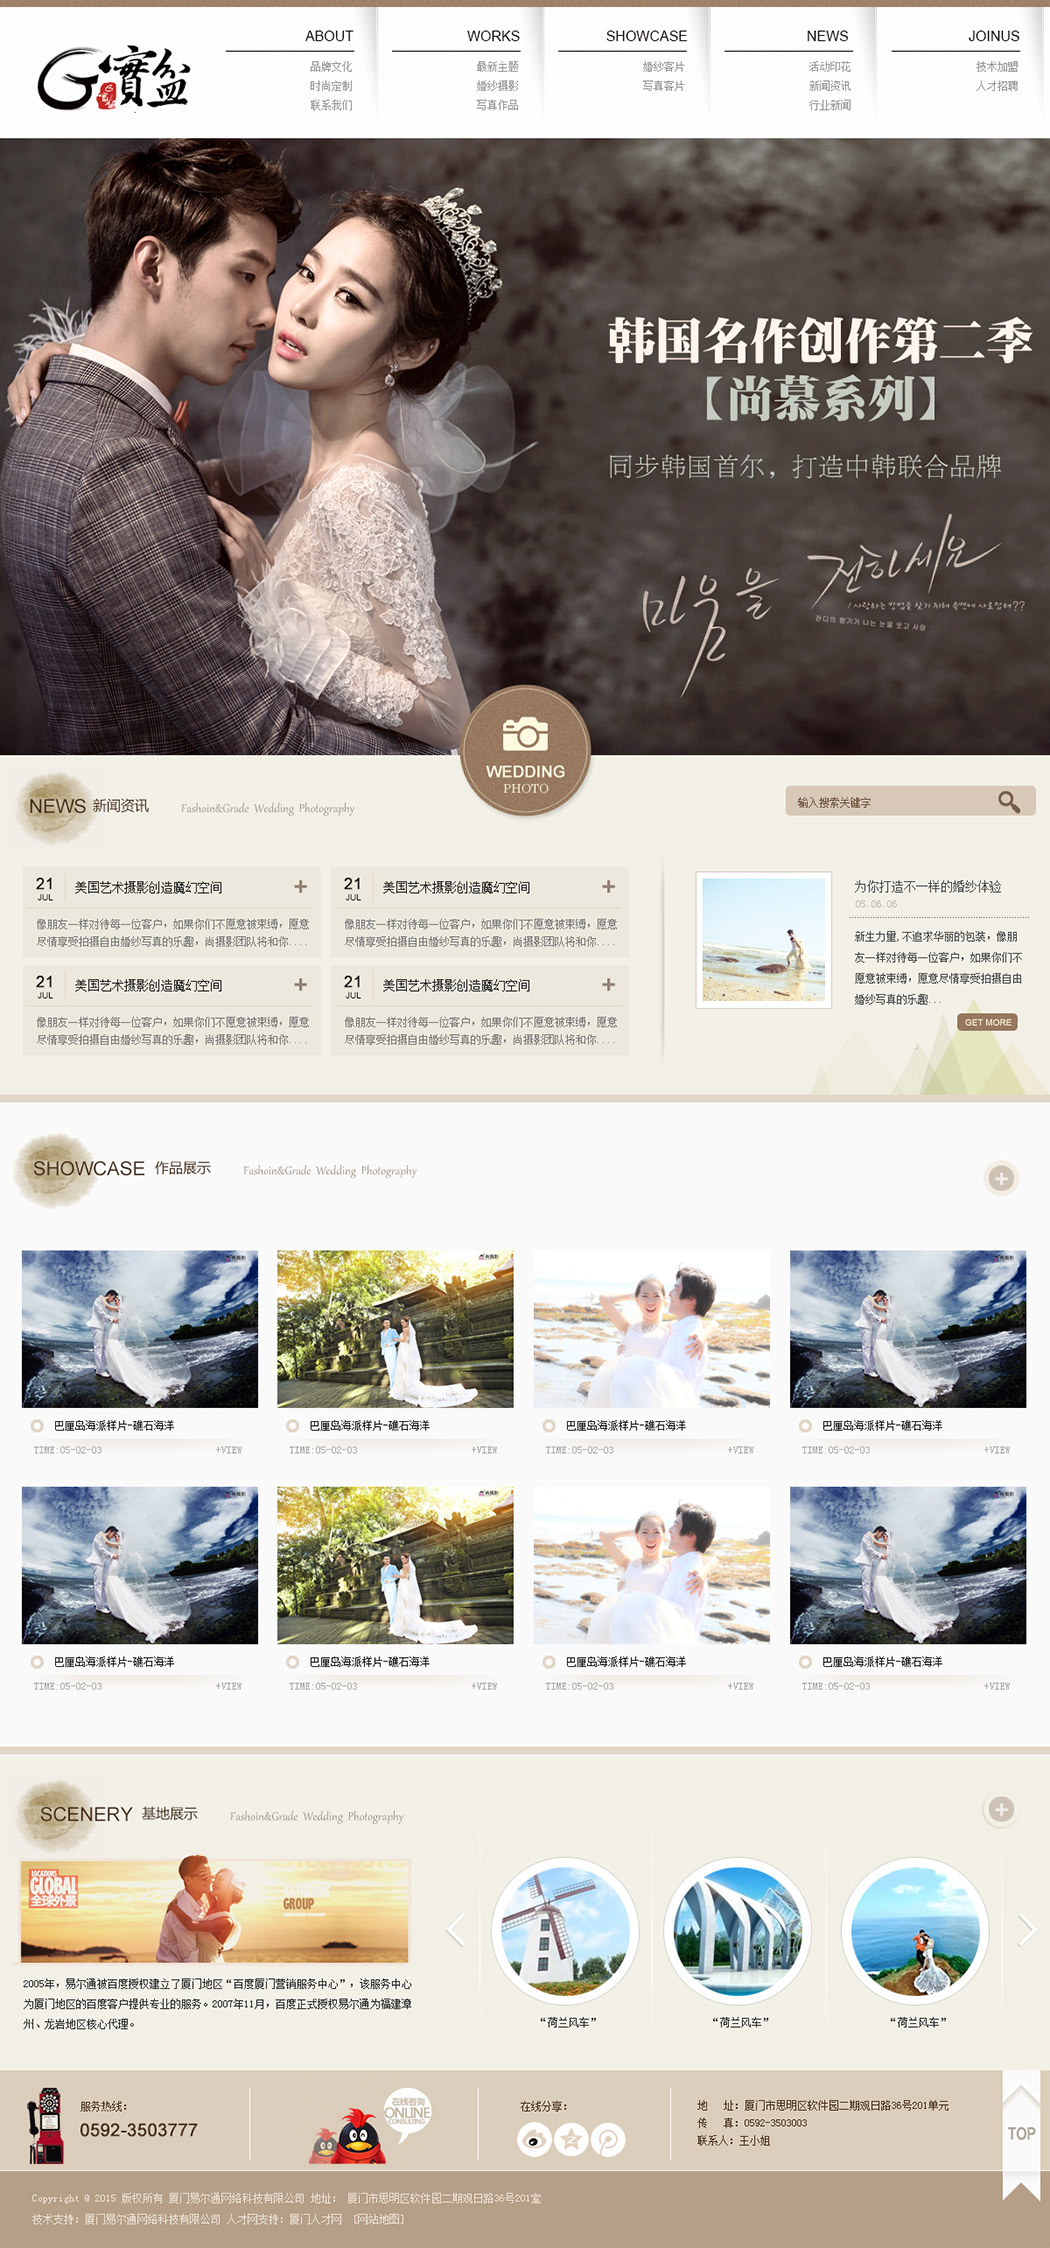 寶盆
ABOUT
品牌文化
时尚定制
联系我们
WORKS
最新主题
婚纱摄影
写真作品
SHOWCASE
婚纱客片
写真客片
NEWS
活动印花
新闻资讯
行业新闻
JOINUS
技术加盟
人才招聘
韩国名作创作第二季
【尚慕系列】
同步韩国首尔，打造中韩联合品牌
미움을 전하세요
WEDDING
PHOTO
NEWS 新闻资讯 Fashoin&Grade Wedding Photography
输入搜索关键字
21 JUL 美国艺术摄影创造魔幻空间 +
像朋友一样对待每一位客户，如果你们不愿意被束缚，愿意
尽情享受拍摄自由婚纱写真的乐趣，尚摄影团队将和你....
21 JUL 美国艺术摄影创造魔幻空间 +
像朋友一样对待每一位客户，如果你们不愿意被束缚，愿意
尽情享受拍摄自由婚纱写真的乐趣，尚摄影团队将和你....
21 JUL 美国艺术摄影创造魔幻空间 +
像朋友一样对待每一位客户，如果你们不愿意被束缚，愿意
尽情享受拍摄自由婚纱写真的乐趣，尚摄影团队将和你....
21 JUL 美国艺术摄影创造魔幻空间 +
像朋友一样对待每一位客户，如果你们不愿意被束缚，愿意
尽情享受拍摄自由婚纱写真的乐趣，尚摄影团队将和你....
为你打造不一样的婚纱体验
05.06.06
新生力量,不追求华丽的包装，像朋
友一样对待每一位客户，如果你们不
愿意被束缚，愿意尽情享受拍摄自由
婚纱写真的乐趣...
GET MORE
SHOWCASE 作品展示 Fashoin&Grade Wedding Photography
巴厘岛海派样片-礁石海洋
TIME:05-02-03 +VIEW
巴厘岛海派样片-礁石海洋
TIME:05-02-03 +VIEW
巴厘岛海派样片-礁石海洋
TIME:05-02-03 +VIEW
巴厘岛海派样片-礁石海洋
TIME:05-02-03 +VIEW
巴厘岛海派样片-礁石海洋
TIME:05-02-03 +VIEW
巴厘岛海派样片-礁石海洋
TIME:05-02-03 +VIEW
巴厘岛海派样片-礁石海洋
TIME:05-02-03 +VIEW
巴厘岛海派样片-礁石海洋
TIME:05-02-03 +VIEW
SCENERY 基地展示 Fashoin&Grade Wedding Photography
LOCATIONS
GLOBAL
全球外景
GROUP
2005年，易尔通被百度授权建立了厦门地区“百度厦门营销服务中心”，该服务中心
为厦门地区的百度客户提供专业的服务。2007年11月，百度正式授权易尔通为福建漳
州、龙岩地区核心代理。
“荷兰风车”
“荷兰风车”
“荷兰风车”
服务热线：
0592-3503777
在线咨询
ONLINE
CONSULTING
在线分享：
地 址：厦门市思明区软件园二期观日路36号201单元
传 真：0592-3503003
联系人：王小姐
TOP
Copyright @ 2015 版权所有 厦门易尔通网络科技有限公司 地址： 厦门市思明区软件园二期观日路36号201室
技术支持：厦门易尔通网络科技有限公司 人才网支持：厦门人才网 [网站地图]